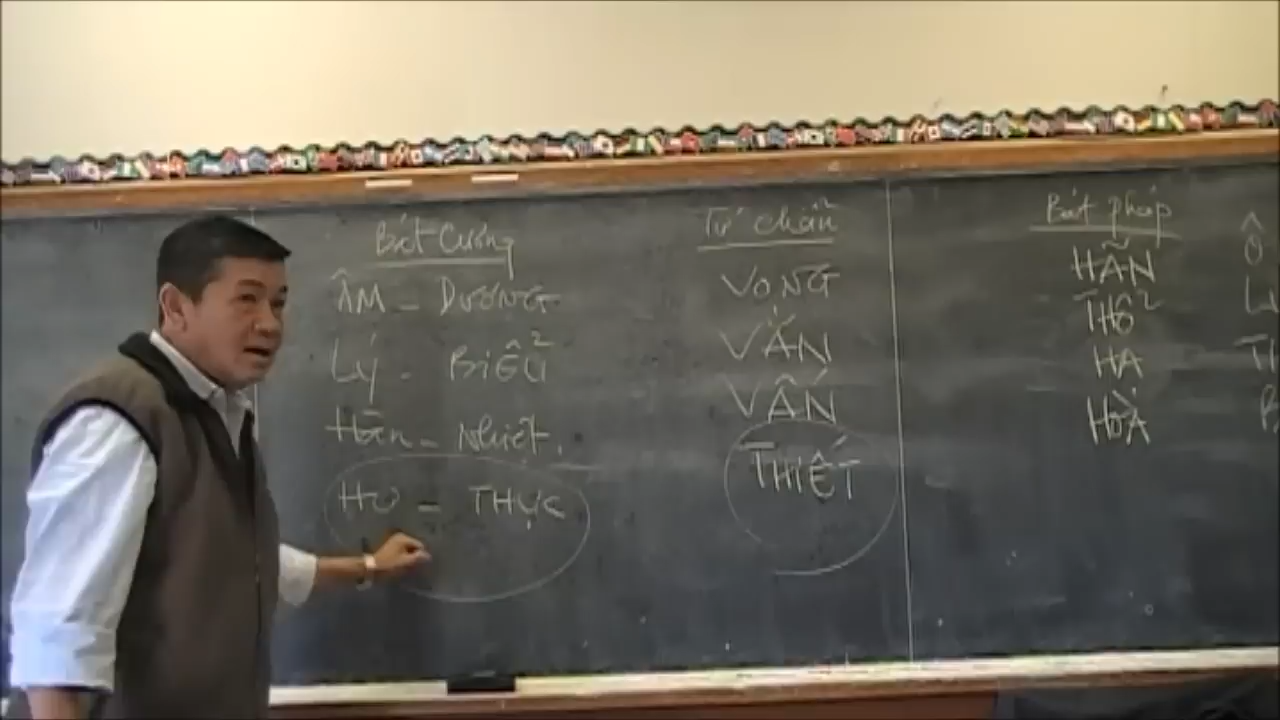 Bát Cương
ÂM - DƯƠNG
Lý - BIỂU
Hàn - Nhiệt.
HƯ - THỰC
Tứ chẩn
VỌNG
VĂN
VẤN
THIẾT
Bát pháp
HÃN
THỔ
HẠ
HOÀ
Ô